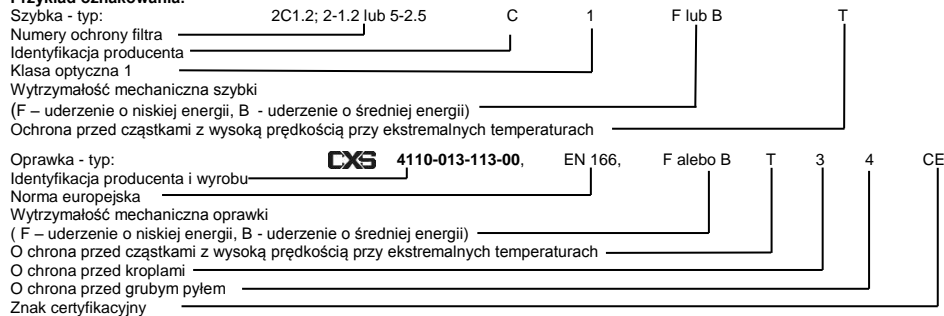 Przykład oznakowania:
Szybka - typ: 2C1.2; 2-1.2 lub 5-2.5 C 1 F lub B T
Numery ochrony filtra
Identyfikacja producenta
Klasa optyczna 1
Wytrzymałość mechaniczna szybki
(F – uderzenie o niskiej energii, B - uderzenie o średniej energii)
Ochrona przed cząstkami z wysoką prędkością przy ekstremalnych temperaturach
Oprawka - typ: CXS 4110-013-113-00, EN 166, F alebo B T 3 4 CE
Identyfikacja producenta i wyrobu
Norma europejska
Wytrzymałość mechaniczna oprawki
( F – uderzenie o niskiej energii, B - uderzenie o średniej energii)
O chrona przed cząstkami z wysoką prędkością przy ekstremalnych temperaturach
O chrona przed kroplami
O chrona przed grubym pyłem
Znak certyfikacyjny